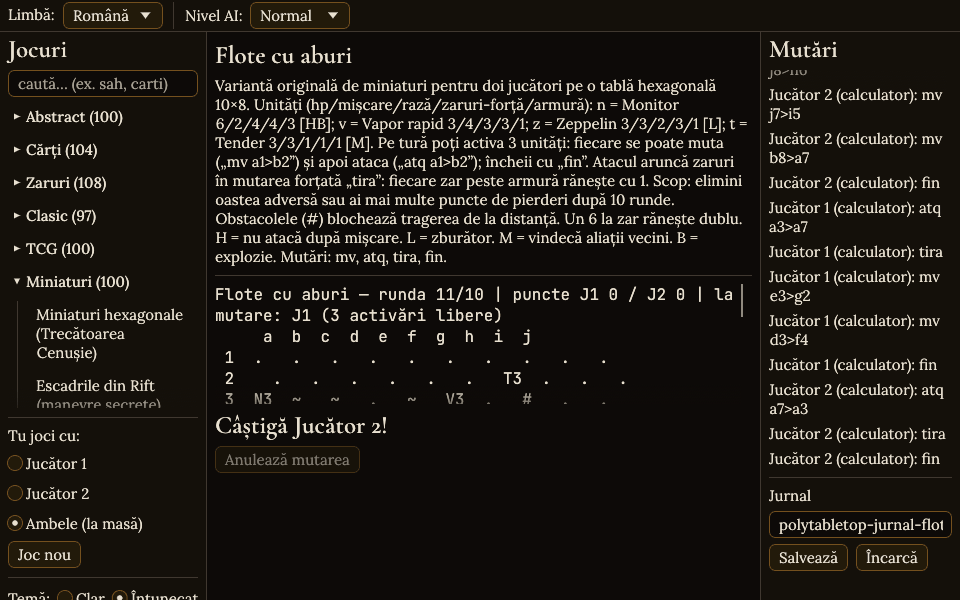 Limbă: Română Nivel AI: Normal
Jocuri
caută... (ex. sah, carti)
Abstract (100)
Cărți (104)
Zaruri (108)
Clasic (97)
TCG (100)
Miniaturi (100)
Miniaturi hexagonale
(Trecătoarea
Cenușie)
Escadrile din Rift
(manevre secrete)
Tu joci cu:
Jucător 1
Jucător 2
Ambele (la masă)
Joc nou
Temă: Clar Întunecat
Flote cu aburi
Variantă originală de miniaturi pentru doi jucători pe o tablă hexagonală
10×8. Unități (hp/mișcare/rază/zaruri-forță/armură): n = Monitor
6/2/4/4/3 [HB]; v = Vapor rapid 3/4/3/3/1; z = Zeppelin 3/3/2/3/1 [L]; t =
Tender 3/3/1/1/1 [M]. Pe tură poți activa 3 unități: fiecare se poate muta
(„mv a1>b2”) și apoi ataca („atq a1>b2”); închei cu „fin”. Atacul aruncă zaruri
în mutarea forțată „tira”: fiecare zar peste armură rănește cu 1. Scop: elimini
oastea adversă sau ai mai multe puncte de pierderi după 10 runde.
Obstacolele (#) blochează tragerea de la distanță. Un 6 la zar rănește dublu.
H = nu atacă după mișcare. L = zburător. M = vindecă aliații vecini. B =
explozie. Mutări: mv, atq, tira, fin.
Flote cu aburi — runda 11/10 | puncte J1 0 / J2 0 | la
mutare: J1 (3 activări libere)
a b c d e f g h i j
1 . . . . . . . . . .
2 . . . . . . T3 . . .
3 N3 ~ ~ . ~ V3 . # . .
Câștigă Jucător 2!
Anulează mutarea
Mutări
j8>h6
Jucător 2 (calculator): mv
j7>i5
Jucător 2 (calculator): mv
b8>a7
Jucător 2 (calculator): fin
Jucător 1 (calculator): atq
a3>a7
Jucător 1 (calculator): tira
Jucător 1 (calculator): mv
e3>g2
Jucător 1 (calculator): mv
d3>f4
Jucător 1 (calculator): fin
Jucător 2 (calculator): atq
a7>a3
Jucător 2 (calculator): tira
Jucător 2 (calculator): fin
Jurnal
polytabletop-jurnal-flot
Salvează Încarcă